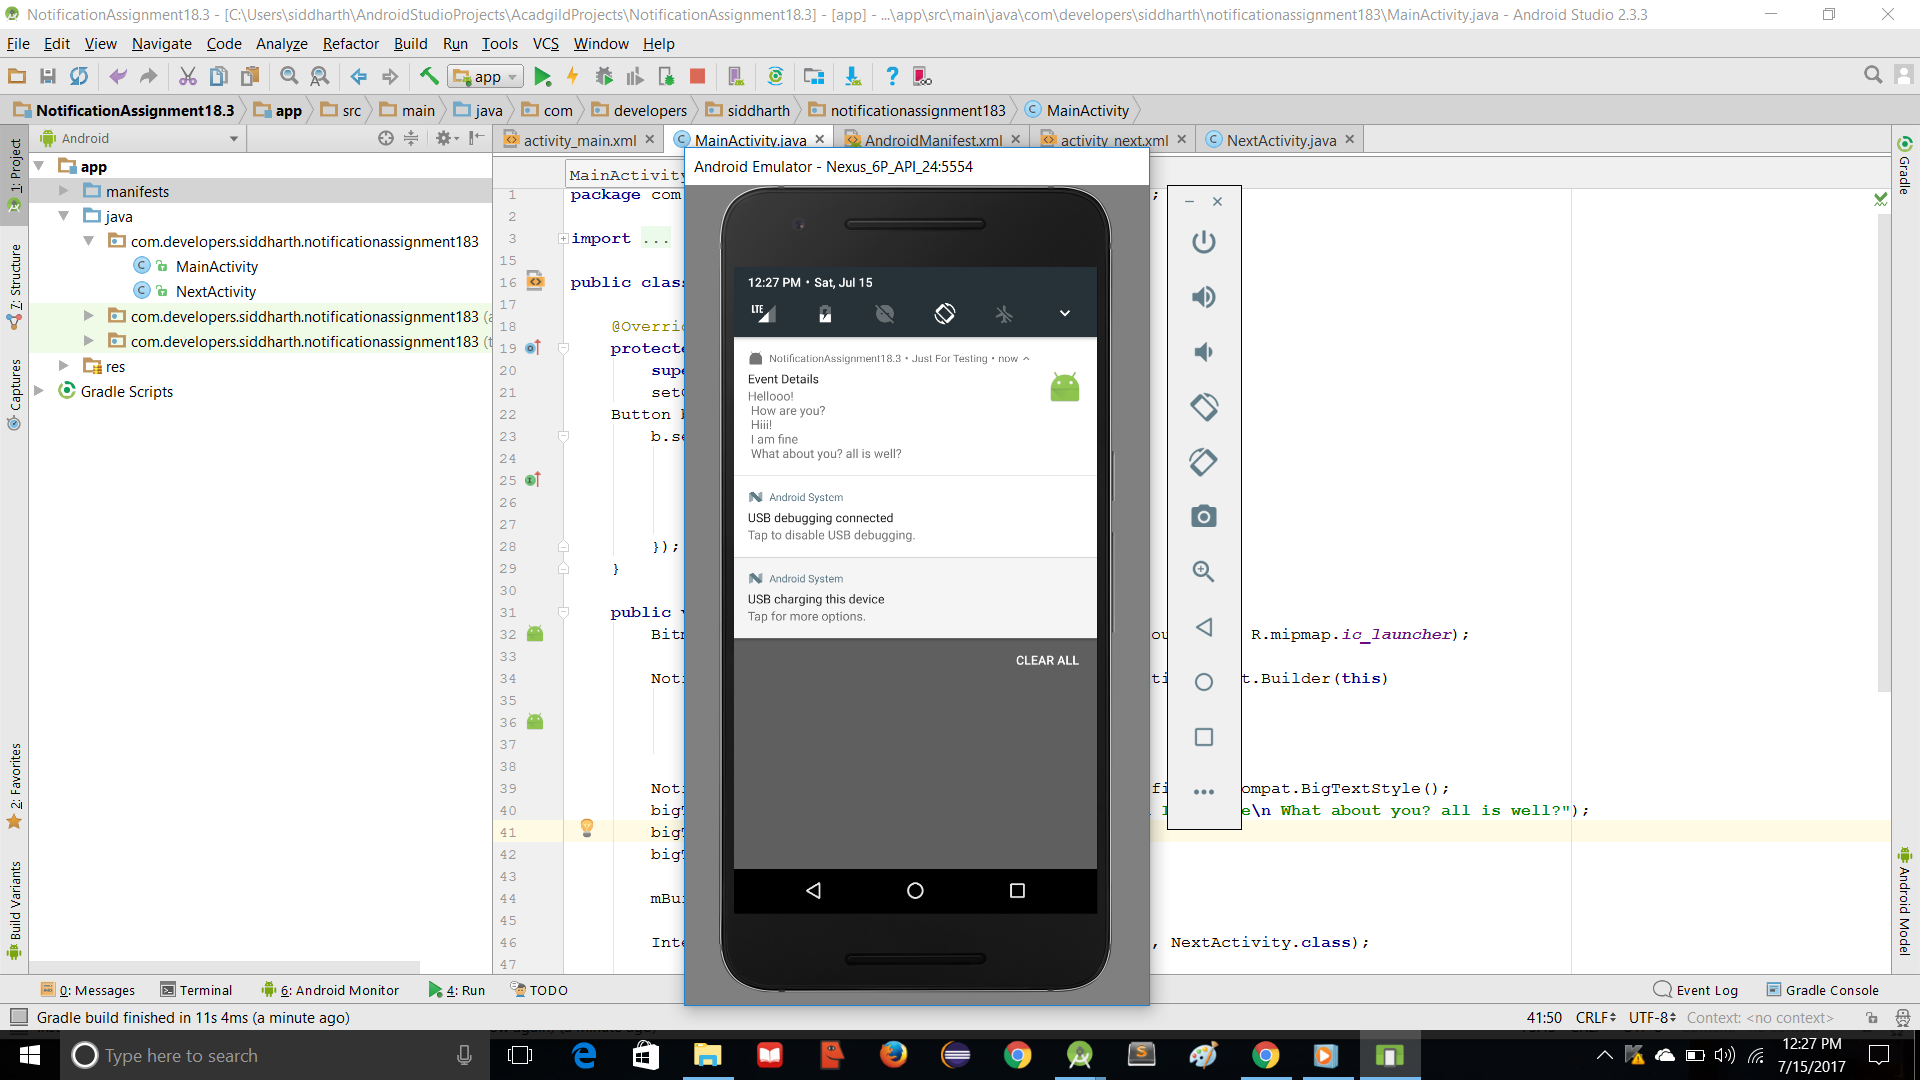 NotificationAssignment18.3 - [C:\Users\siddharth\AndroidStudioProjects\AcadgildProjects\NotificationAssignment18.3] - [app] - ...\app\src\main\java\com\developers\siddharth\notificationassignment183\MainActivity.java - Android Studio 2.3.3
File Edit View Navigate Code Analyze Refactor Build Run Tools VCS Window Help
app
NotificationAssignment18.3 app src main java com developers siddharth notificationassignment183 MainActivity
Android
activity_main.xml MainActivity.java AndroidManifest.xml activity_next.xml NextActivity.java
1: Project
7: Structure
Captures
2: Favorites
Build Variants
app
manifests
java
com.developers.siddharth.notificationassignment183
MainActivity
NextActivity
com.developers.siddharth.notificationassignment183 (a
com.developers.siddharth.notificationassignment183 (t
res
Gradle Scripts
MainActivity
1 package com ;
2
3 import ...
15
16 public clas
17
18 @Overri
19 protecte
20 supe
21 set
22 Button
23 b.se
24
25
26
27
28 });
29 }
30
31 public
32 Bit ou R.mipmap.ic_launcher);
33
34 Noti ti t.Builder(this)
35
36
37
38
39 Noti fi ompat.BigTextStyle();
40 big e\n What about you? all is well?");
41 big
42 big
43
44 mBu
45
46 Inte , NextActivity.class);
47
Android Emulator - Nexus_6P_API_24:5554
12:27 PM • Sat, Jul 15
LTE
NotificationAssignment18.3 • Just For Testing • now
Event Details
Hellooo!
How are you?
Hiii!
I am fine
What about you? all is well?
Android System
USB debugging connected
Tap to disable USB debugging.
Android System
USB charging this device
Tap for more options.
CLEAR ALL
Gradle
Android Model
0: Messages Terminal 6: Android Monitor 4: Run TODO Event Log Gradle Console
Gradle build finished in 11s 4ms (a minute ago) 41:50 CRLF UTF-8 Context: <no context>
Type here to search
12:27 PM
7/15/2017